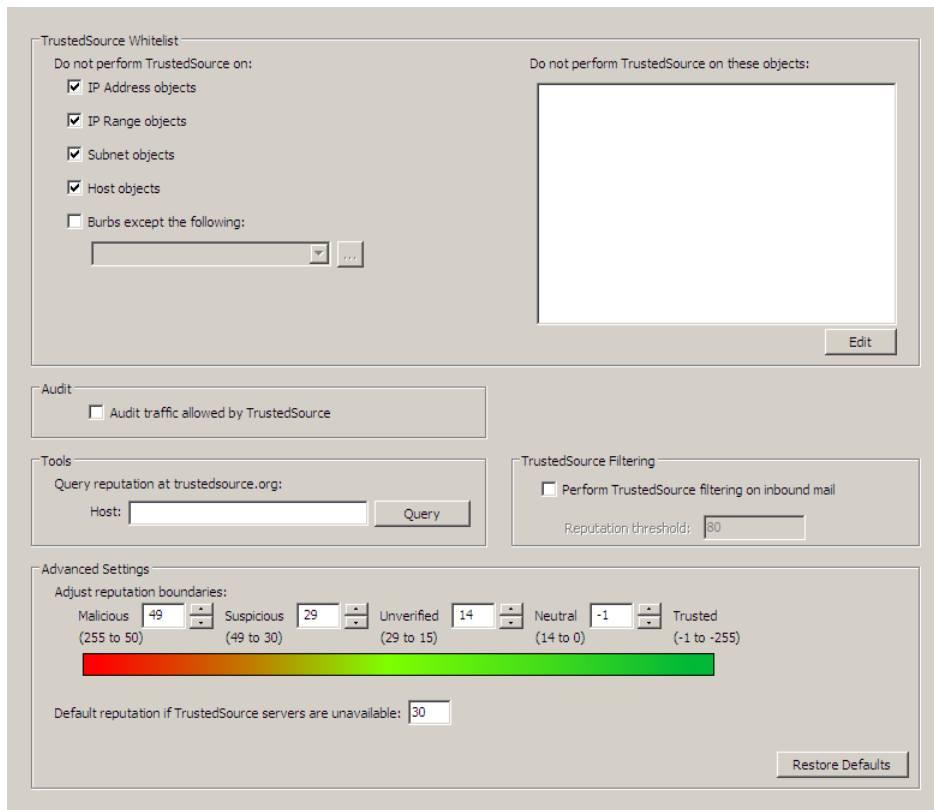 TrustedSource Whitelist
Do not perform TrustedSource on:
IP Address objects
IP Range objects
Subnet objects
Host objects
Burbs except the following:
...
Do not perform TrustedSource on these objects:
Edit
Audit
Audit traffic allowed by TrustedSource
Tools
Query reputation at trustedsource.org:
Host:
Query
TrustedSource Filtering
Perform TrustedSource filtering on inbound mail
Reputation threshold: 80
Advanced Settings
Adjust reputation boundaries:
Malicious 49 Suspicious 29 Unverified 14 Neutral -1 Trusted
(255 to 50) (49 to 30) (29 to 15) (14 to 0) (-1 to -255)
Default reputation if TrustedSource servers are unavailable: 30
Restore Defaults